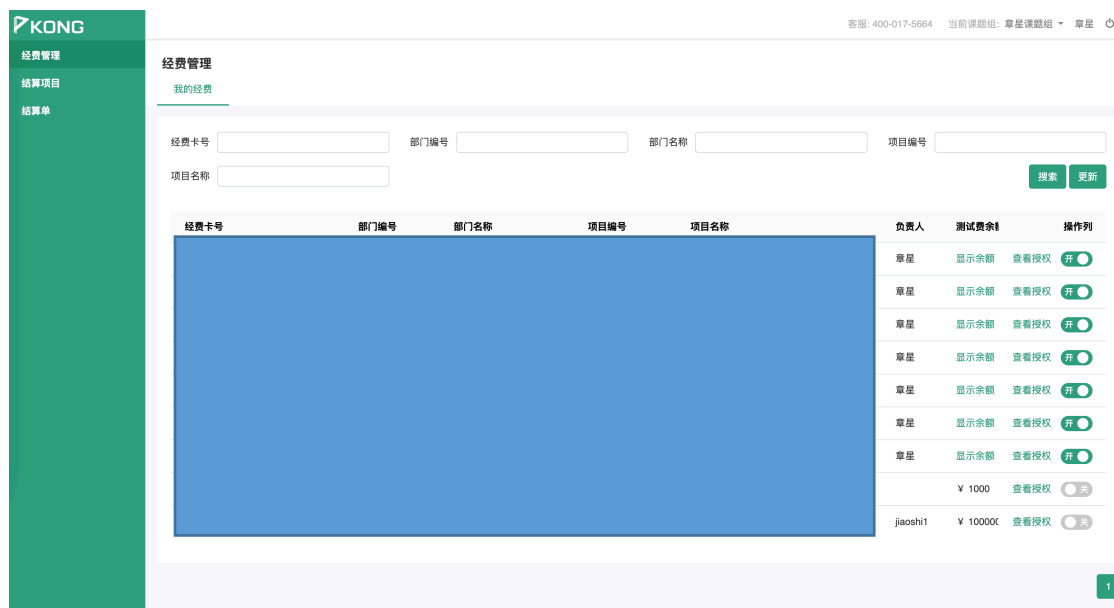 KONG
客服: 400-017-5664 当前课题组: 章星课题组 章星
经费管理
结算项目
结算单
经费管理
我的经费
经费卡号 部门编号 部门名称 项目编号
项目名称 搜索 更新
经费卡号 部门编号 部门名称 项目编号 项目名称 负责人 测试费余 操作列
章星 显示余额 查看授权 开
章星 显示余额 查看授权 开
章星 显示余额 查看授权 开
章星 显示余额 查看授权 开
章星 显示余额 查看授权 开
章星 显示余额 查看授权 开
章星 显示余额 查看授权 开
¥ 1000 查看授权 关
jiaoshi1 ¥ 100000 查看授权 关
1